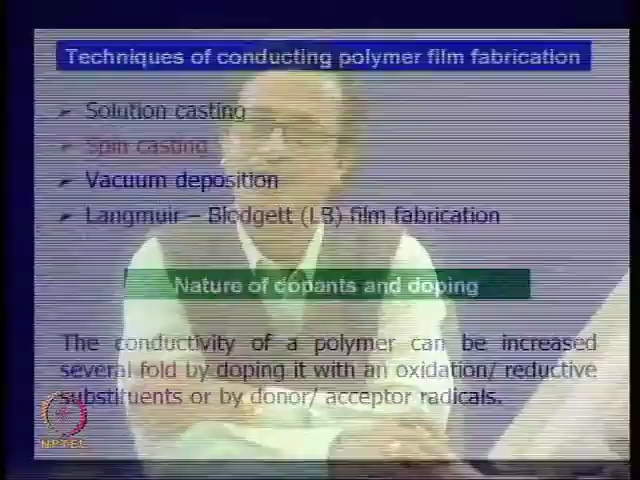 Techniques of conducting polymer film fabrication
Solution casting
Spin casting
Vacuum deposition
Langmuir – Blodgett (LB) film fabrication
Nature of dopants and doping
The conductivity of a polymer can be increased
several fold by doping it with an oxidation/ reductive
substituents or by donor/ acceptor radicals.
NPTEL